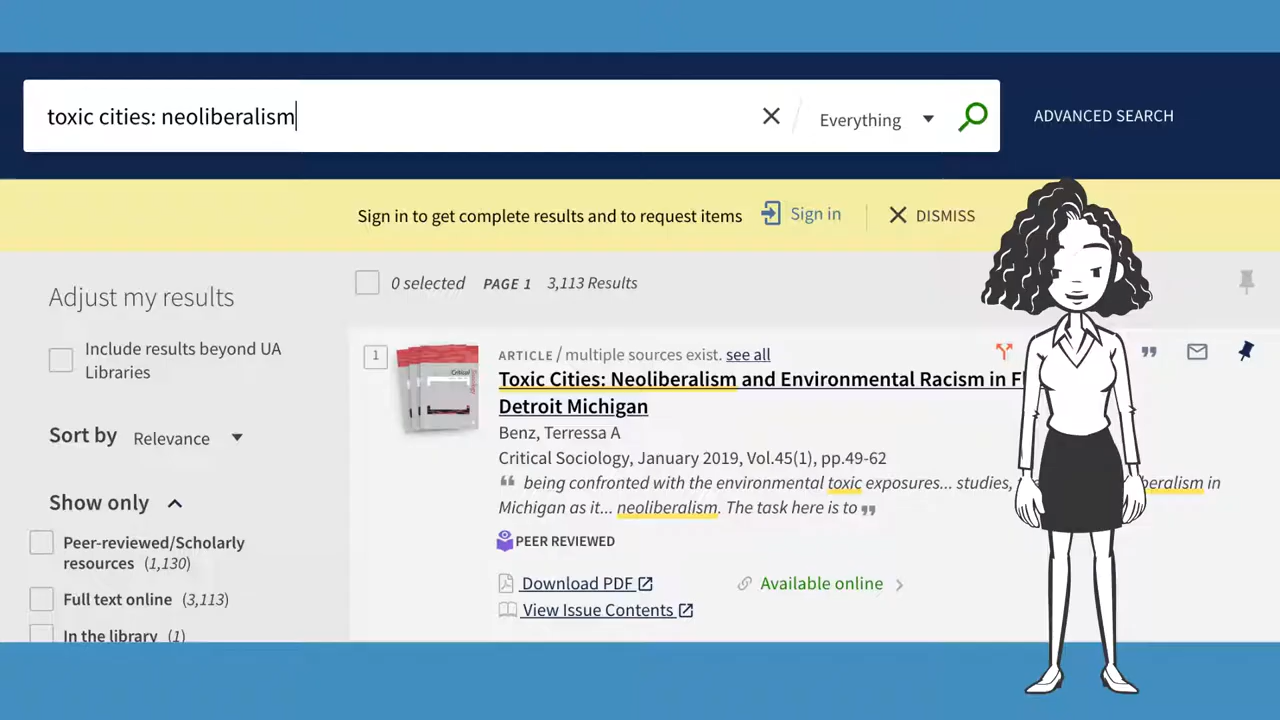 toxic cities: neoliberalism
Everything
ADVANCED SEARCH
Sign in to get complete results and to request items
Sign in
DISMISS
Adjust my results
0 selected PAGE 1 3,113 Results
Include results beyond UA
Libraries
Sort by Relevance
Show only
Peer-reviewed/Scholarly
resources (1,130)
Full text online (3,113)
In the library (1)
1
Critical
ARTICLE / multiple sources exist. see all
Toxic Cities: Neoliberalism and Environmental Racism in
Detroit Michigan
Benz, Terressa A
Critical Sociology, January 2019, Vol.45(1), pp.49-62
being confronted with the environmental toxic exposures... studies, beralism in
Michigan as it... neoliberalism. The task here is to
PEER REVIEWED
Download PDF
Available online
View Issue Contents